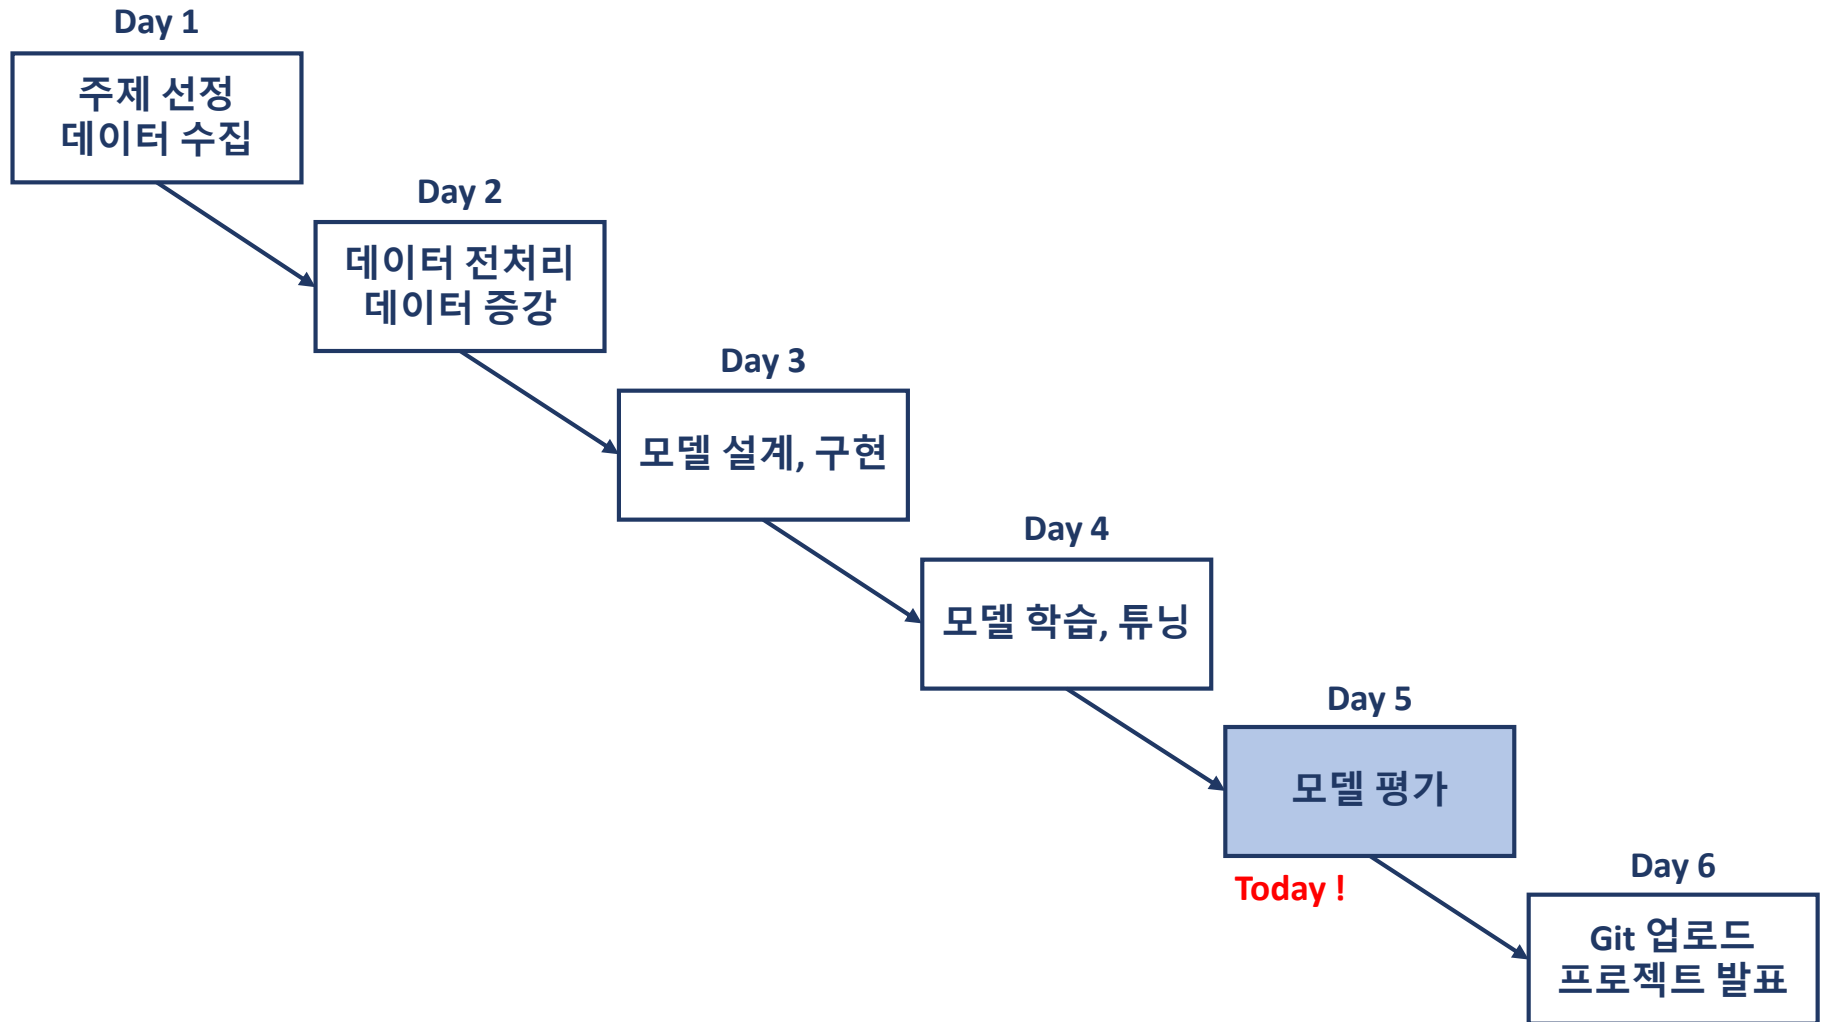 Day 1
주제 선정
데이터 수집
Day 2
데이터 전처리
데이터 증강
Day 3
모델 설계, 구현
Day 4
모델 학습, 튜닝
Day 5
모델 평가
Today !
Day 6
Git 업로드
프로젝트 발표